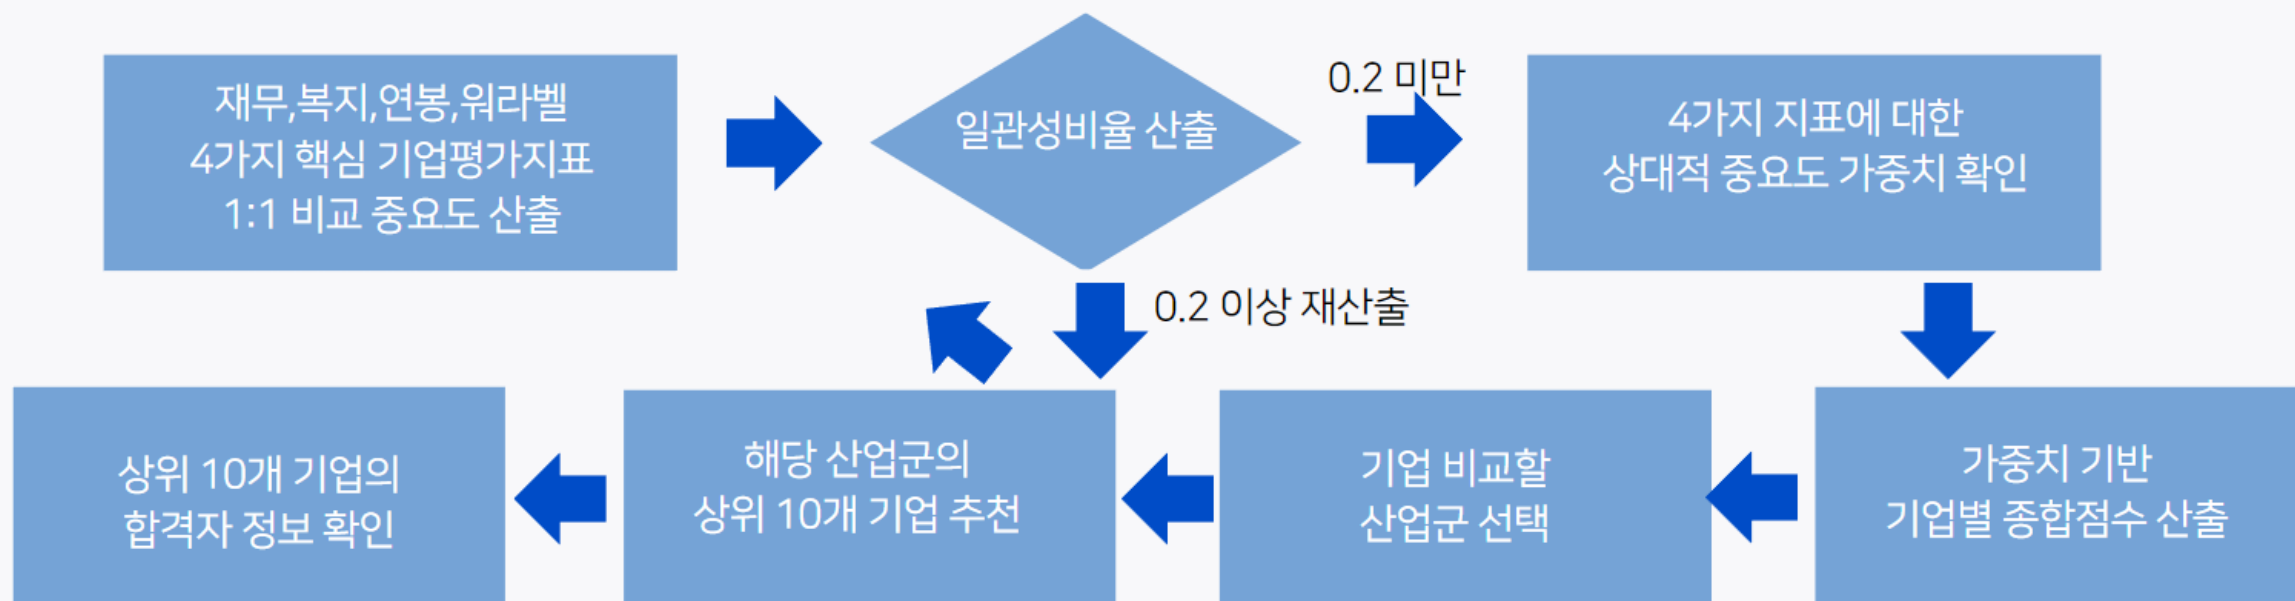 재무,복지,연봉,워라벨
4가지 핵심 기업평가지표
1:1 비교 중요도 산출
일관성비율 산출
0.2 미만
4가지 지표에 대한
상대적 중요도 가중치 확인
0.2 이상 재산출
가중치 기반
기업별 종합점수 산출
기업 비교할
산업군 선택
해당 산업군의
상위 10개 기업 추천
상위 10개 기업의
합격자 정보 확인